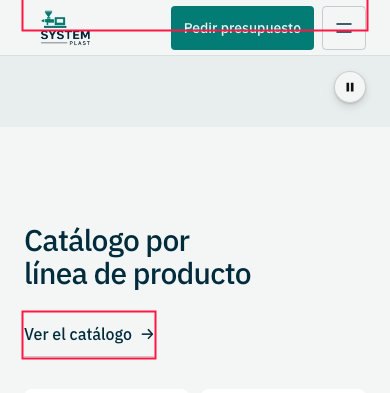 SYSTEM
PLAST
Pedir presupuesto
Catálogo por
línea de producto
Ver el catálogo →